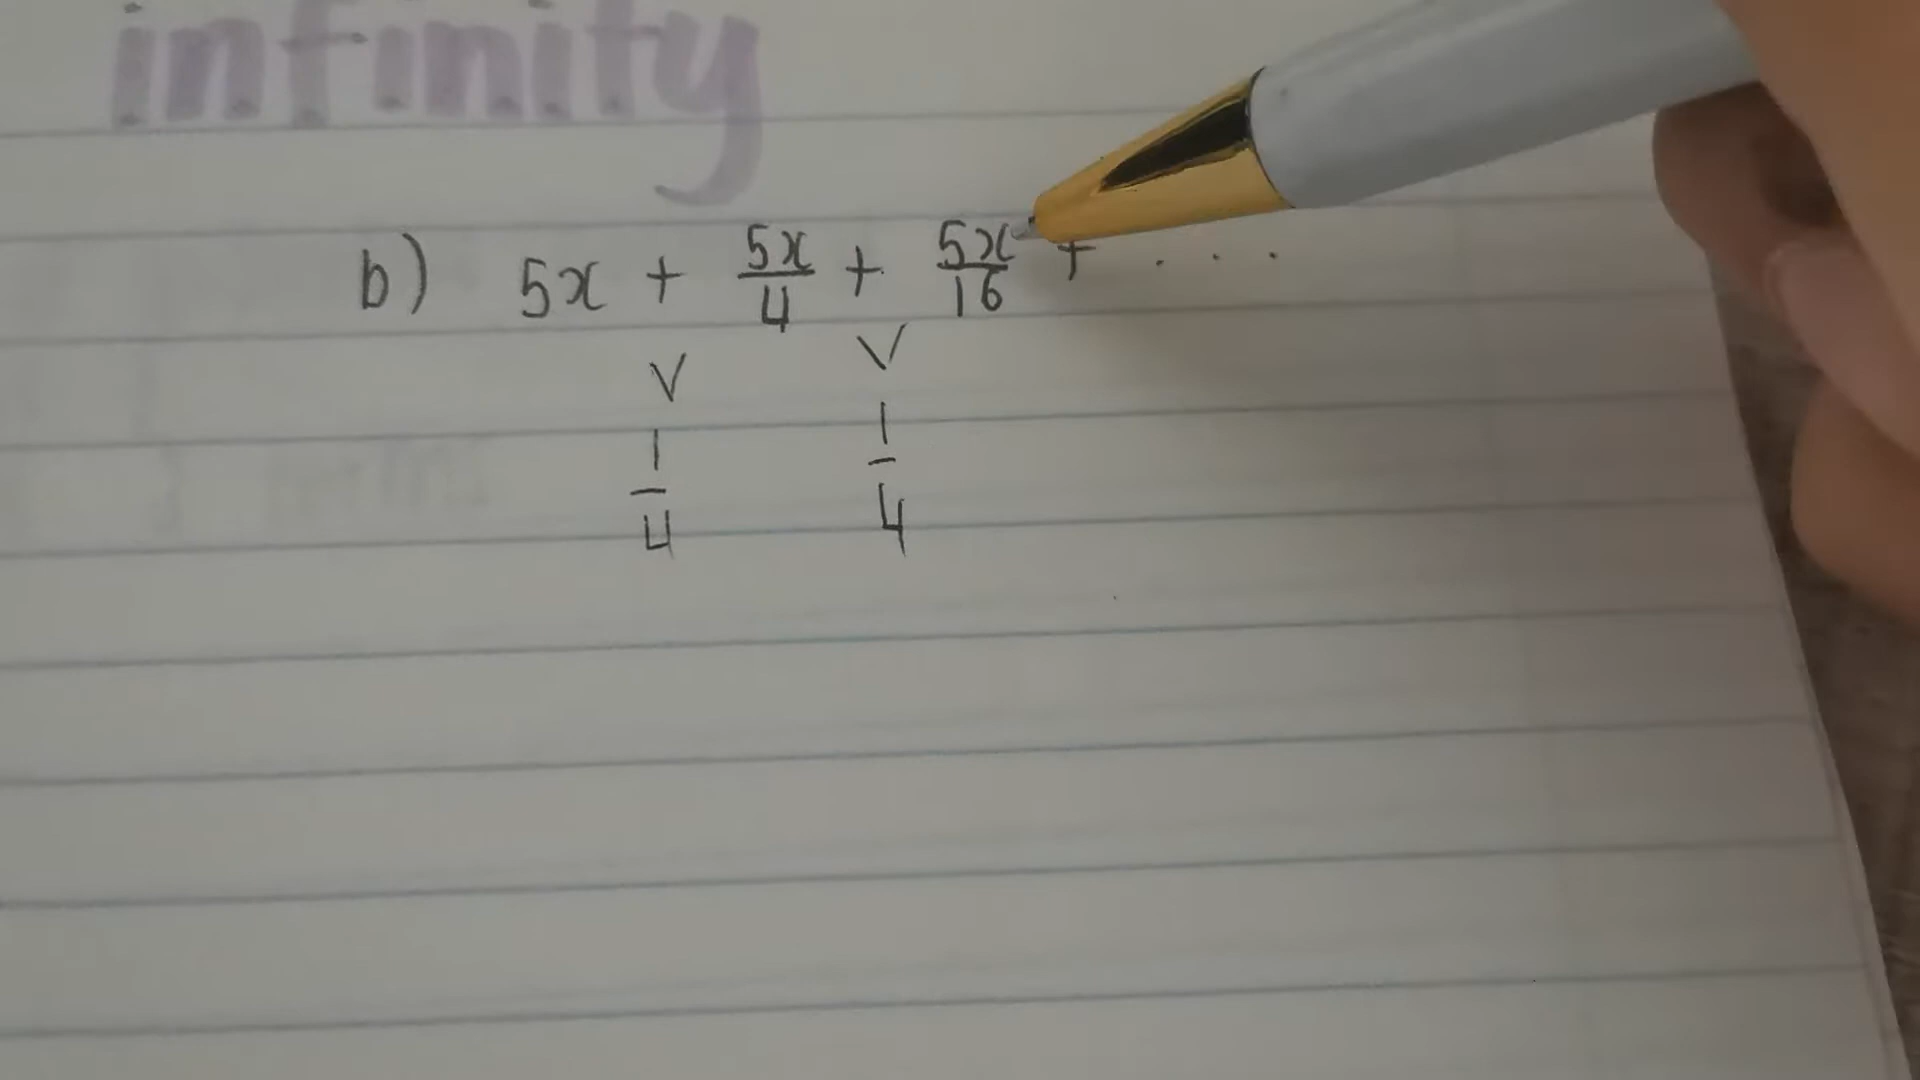 infinity
b) 5x + 5x/4 + 5x/16 + . . .
V V
1/4 1/4